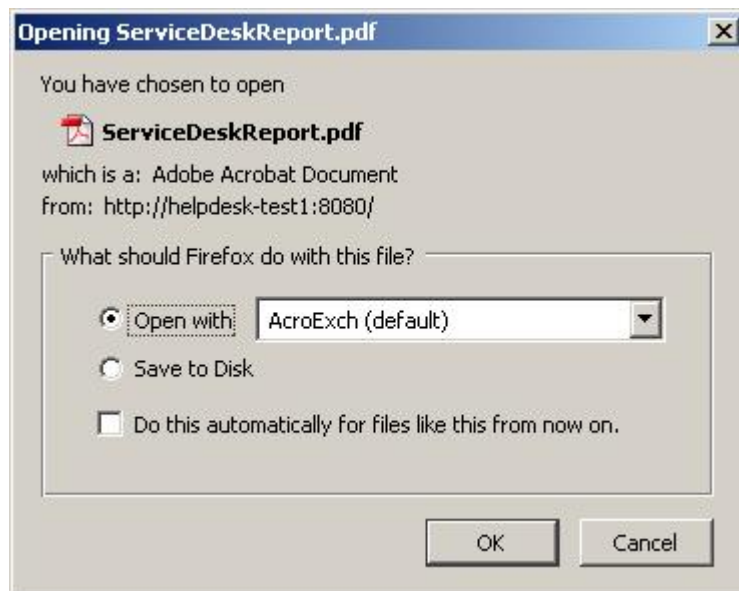 Opening ServiceDeskReport.pdf
You have chosen to open
ServiceDeskReport.pdf
which is a: Adobe Acrobat Document
from: http://helpdesk-test1:8080/
What should Firefox do with this file?
Open with AcroExch (default)
Save to Disk
Do this automatically for files like this from now on.
OK Cancel